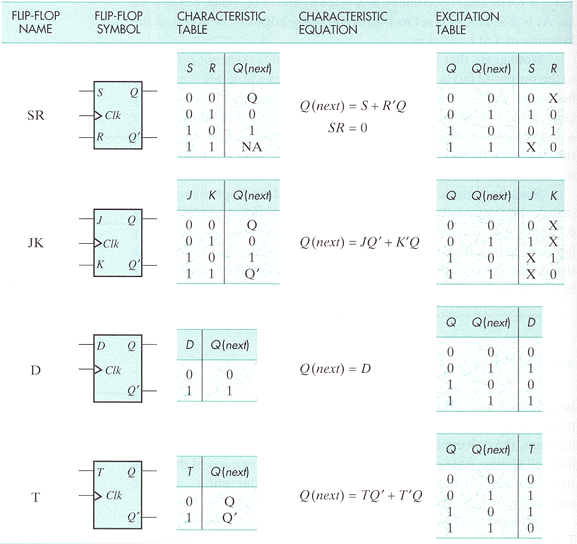 FLIP-FLOP NAME FLIP-FLOP SYMBOL CHARACTERISTIC TABLE CHARACTERISTIC EQUATION EXCITATION TABLE
SR
S Q
Clk
R Q'
S R Q(next)
0 0 Q
0 1 0
1 0 1
1 1 NA
Q(next) = S + R'Q
SR = 0
Q Q(next) S R
0 0 0 X
0 1 1 0
1 0 0 1
1 1 X 0
JK
J Q
Clk
K Q'
J K Q(next)
0 0 Q
0 1 0
1 0 1
1 1 Q'
Q(next) = JQ' + K'Q
Q Q(next) J K
0 0 0 X
0 1 1 X
1 0 X 1
1 1 X 0
D
D Q
Clk
Q'
D Q(next)
0 0
1 1
Q(next) = D
Q Q(next) D
0 0 0
0 1 1
1 0 0
1 1 1
T
T Q
Clk
Q'
T Q(next)
0 Q
1 Q'
Q(next) = TQ' + T'Q
Q Q(next) T
0 0 0
0 1 1
1 0 1
1 1 0